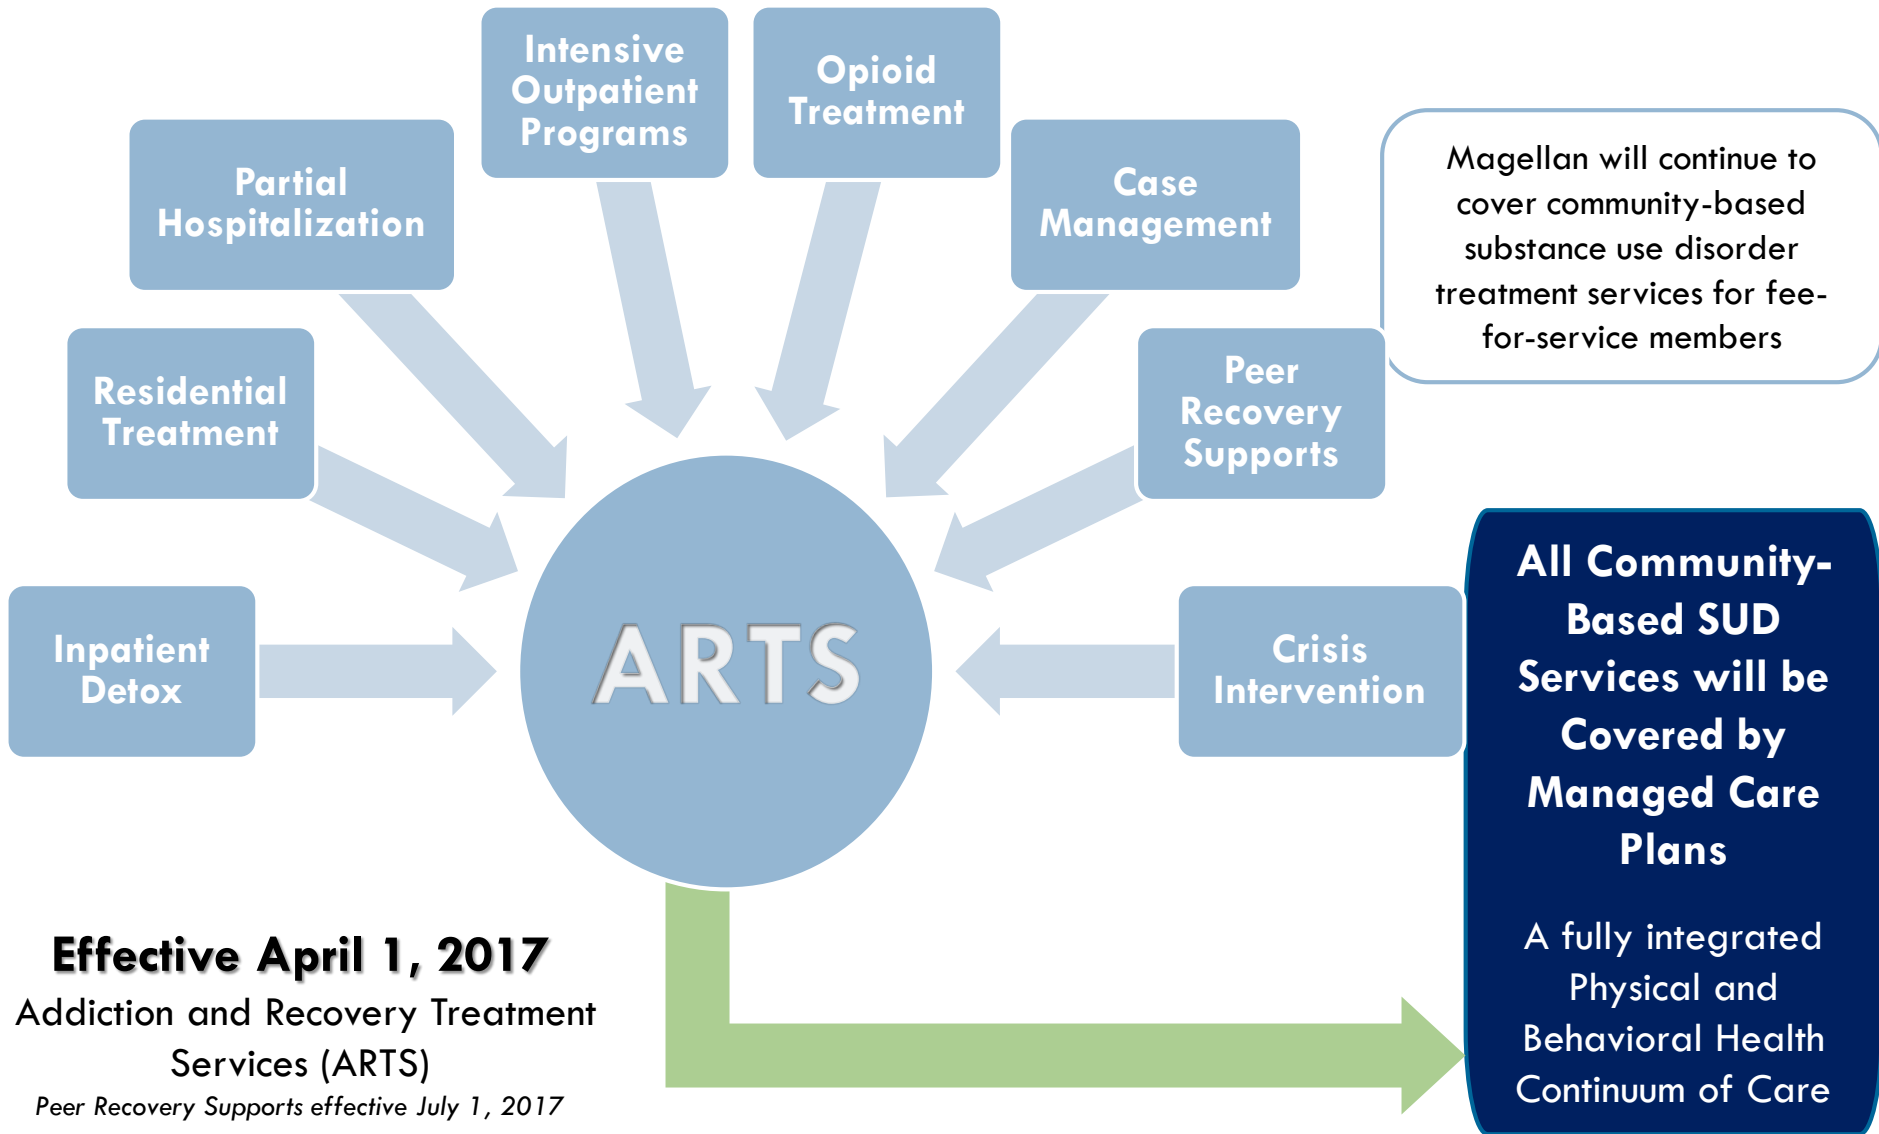 Intensive
Outpatient
Programs
Opioid
Treatment
Partial
Hospitalization
Case
Management
Magellan will continue to
cover community-based
substance use disorder
treatment services for fee-
for-service members
Residential
Treatment
Peer
Recovery
Supports
Inpatient
Detox
ARTS
Crisis
Intervention
All Community-
Based SUD
Services will be
Covered by
Managed Care
Plans
A fully integrated
Physical and
Behavioral Health
Continuum of Care
Effective April 1, 2017
Addiction and Recovery Treatment
Services (ARTS)
Peer Recovery Supports effective July 1, 2017